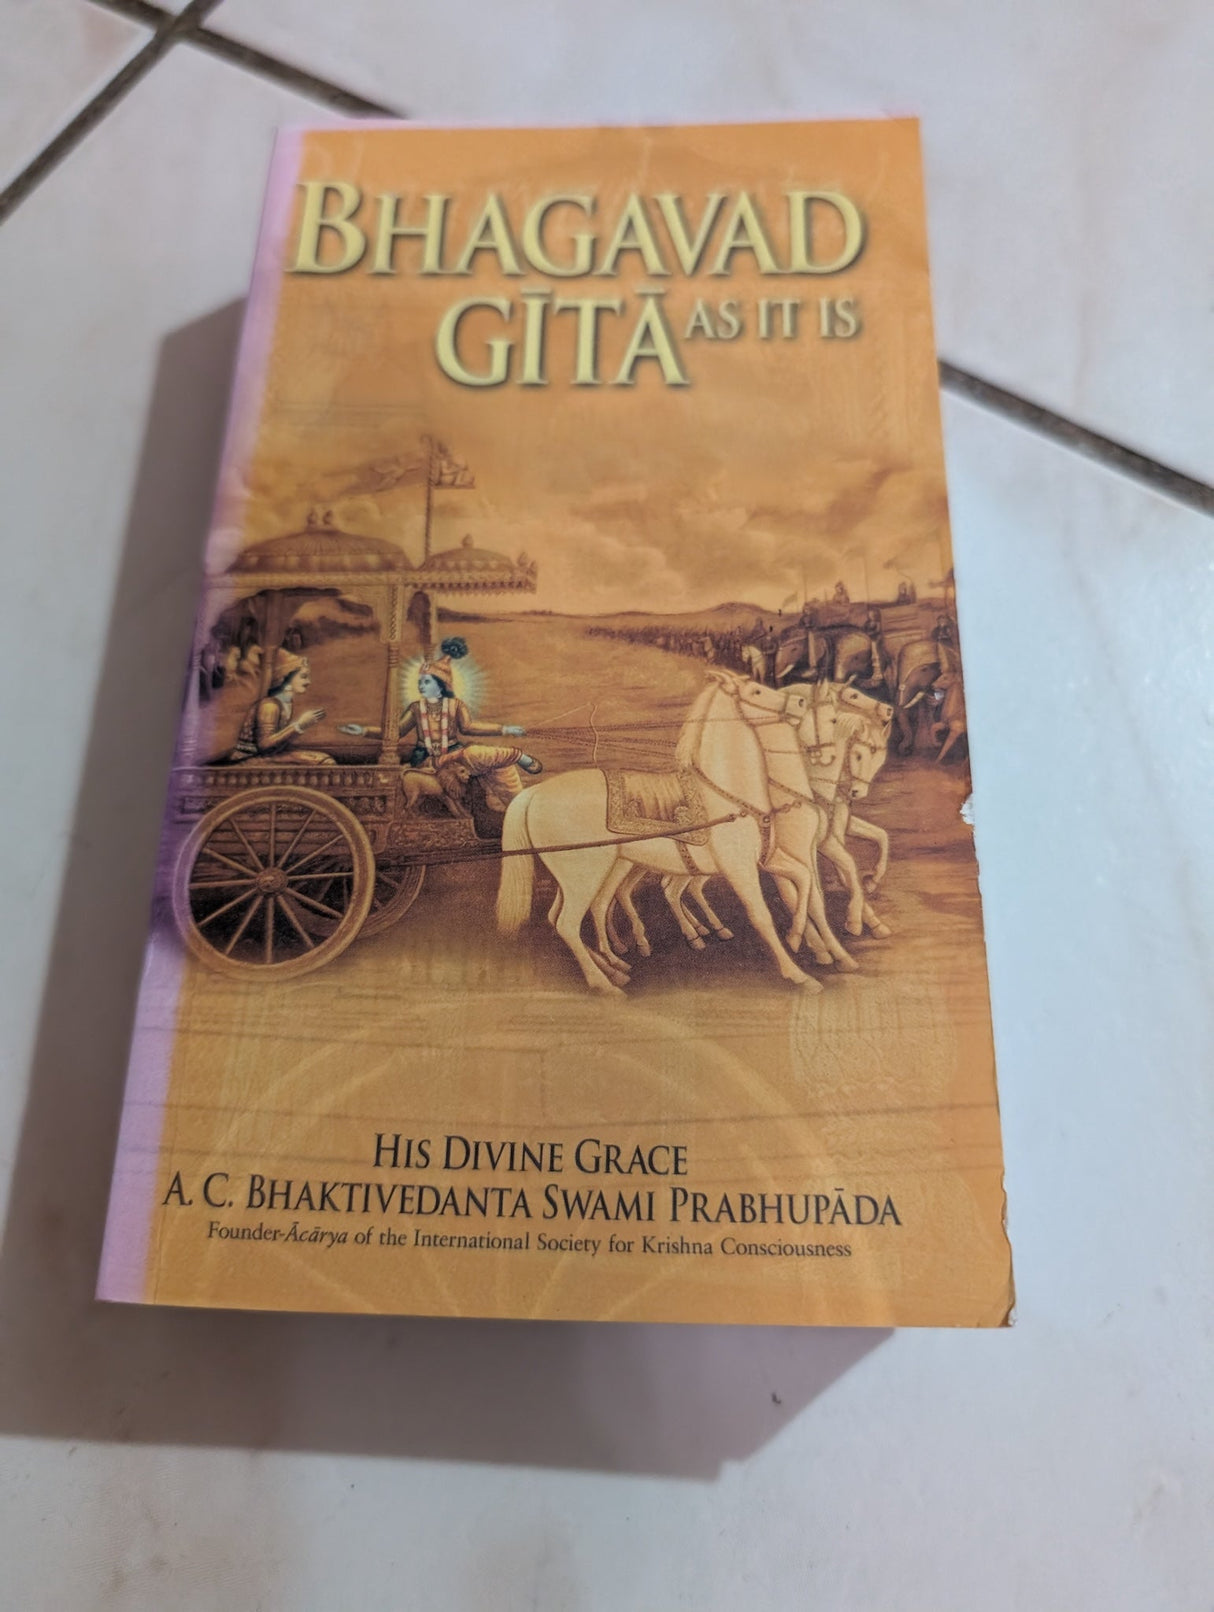 BHAGAVAD
GĪTĀ AS IT IS
HIS DIVINE GRACE
A. C. BHAKTIVEDANTA SWAMI PRABHUPĀDA
Founder-Ācārya of the International Society for Krishna Consciousness